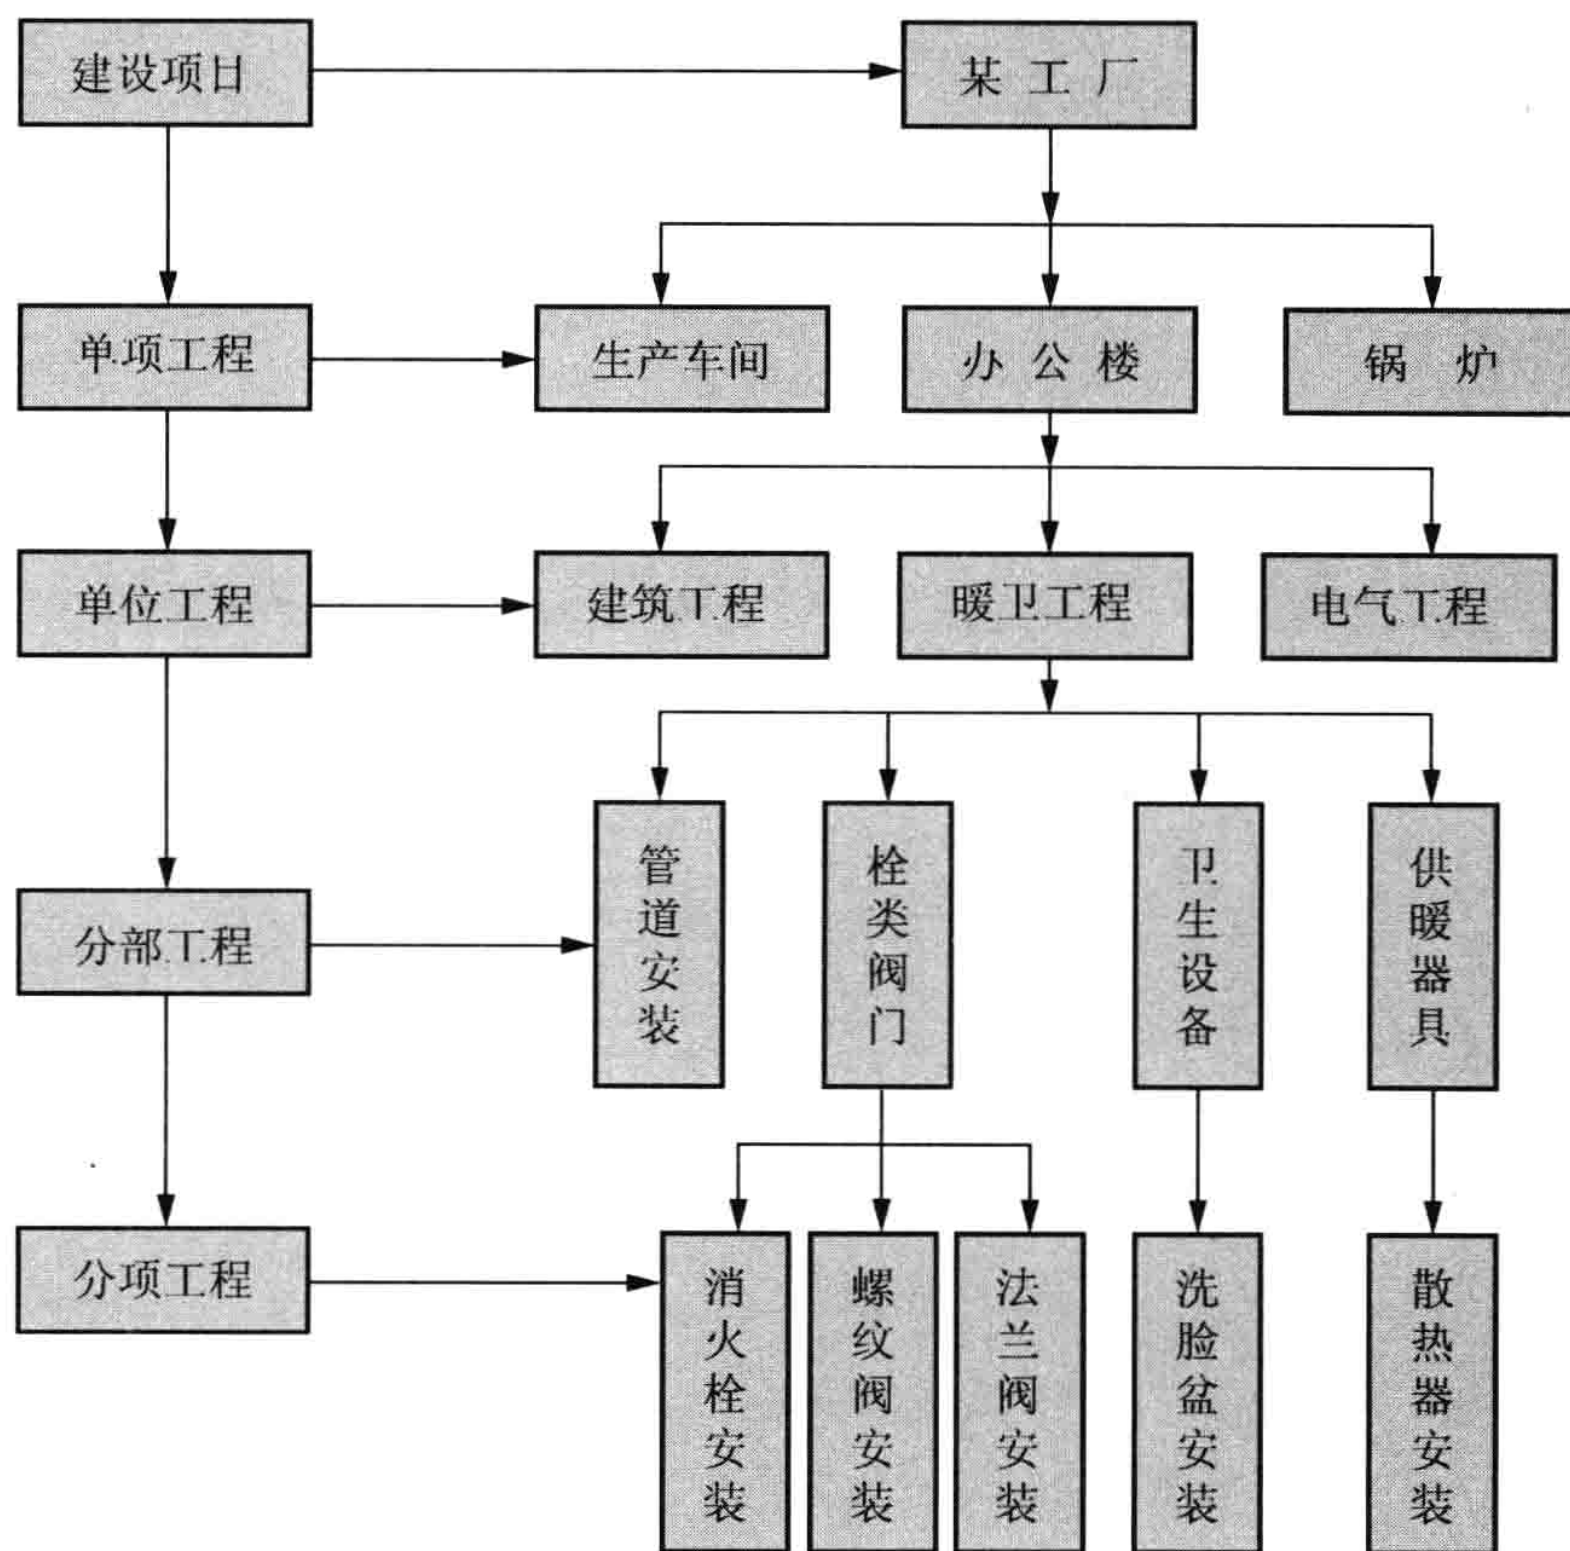 建设项目
某工厂
单项工程
生产车间
办公楼
锅炉
单位工程
建筑工程
暖卫工程
电气工程
分部工程
管道安装
栓类阀门
卫生设备
供暖器具
分项工程
消火栓安装
螺纹阀安装
法兰阀安装
洗脸盆安装
散热器安装